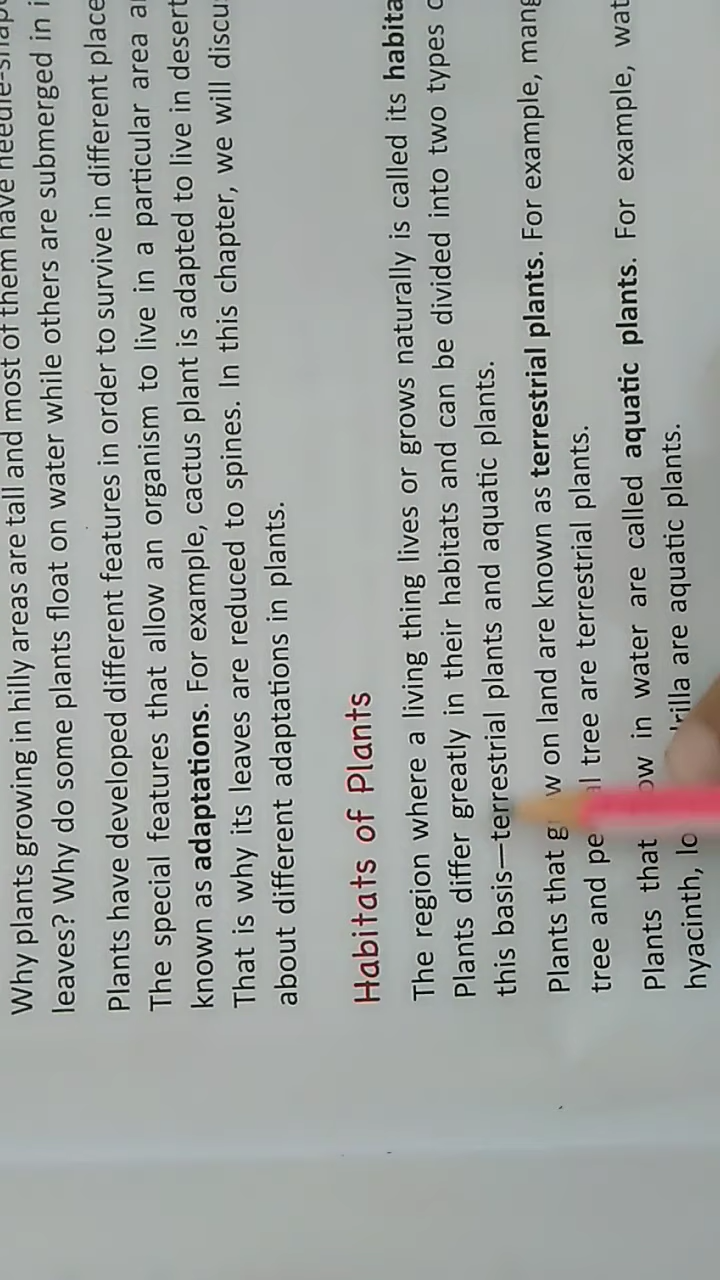 Why plants growing in hilly areas are tall and most of them have needle-shap
leaves? Why do some plants float on water while others are submerged in i
Plants have developed different features in order to survive in different place
The special features that allow an organism to live in a particular area a
known as adaptations. For example, cactus plant is adapted to live in desert
That is why its leaves are reduced to spines. In this chapter, we will discu
about different adaptations in plants.
Habitats of Plants
The region where a living thing lives or grows naturally is called its habita
Plants differ greatly in their habitats and can be divided into two types o
this basis—terrestrial plants and aquatic plants.
Plants that g w on land are known as terrestrial plants. For example, mang
tree and pe al tree are terrestrial plants.
Plants that ow in water are called aquatic plants. For example, wat
hyacinth, lo rilla are aquatic plants.